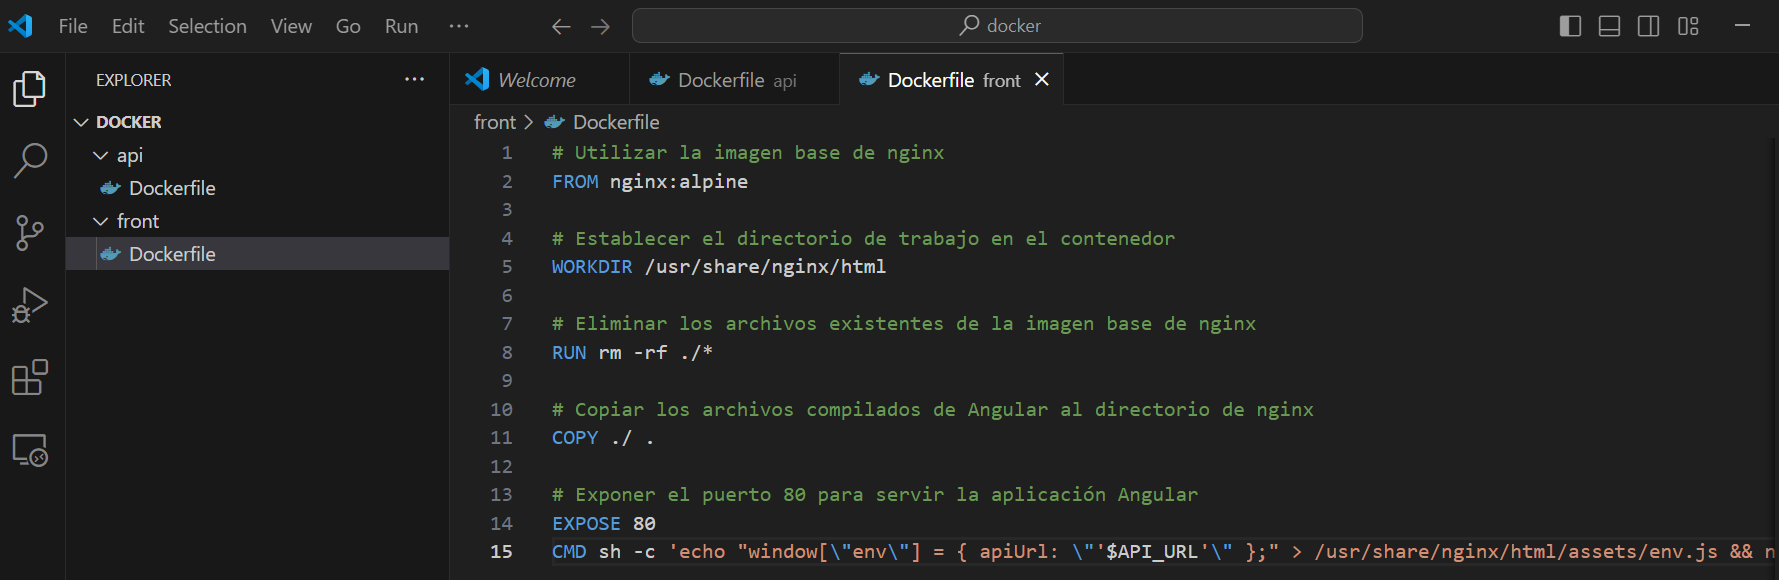 File Edit Selection View Go Run ··· docker
EXPLORER ···
DOCKER
api
Dockerfile
front
Dockerfile
Welcome Dockerfile api Dockerfile front
front > Dockerfile
1 # Utilizar la imagen base de nginx
2 FROM nginx:alpine
3
4 # Establecer el directorio de trabajo en el contenedor
5 WORKDIR /usr/share/nginx/html
6
7 # Eliminar los archivos existentes de la imagen base de nginx
8 RUN rm -rf ./*
9
10 # Copiar los archivos compilados de Angular al directorio de nginx
11 COPY ./ .
12
13 # Exponer el puerto 80 para servir la aplicación Angular
14 EXPOSE 80
15 CMD sh -c 'echo "window[\"env\"] = { apiUrl: \"'$API_URL'\" };" > /usr/share/nginx/html/assets/env.js && n